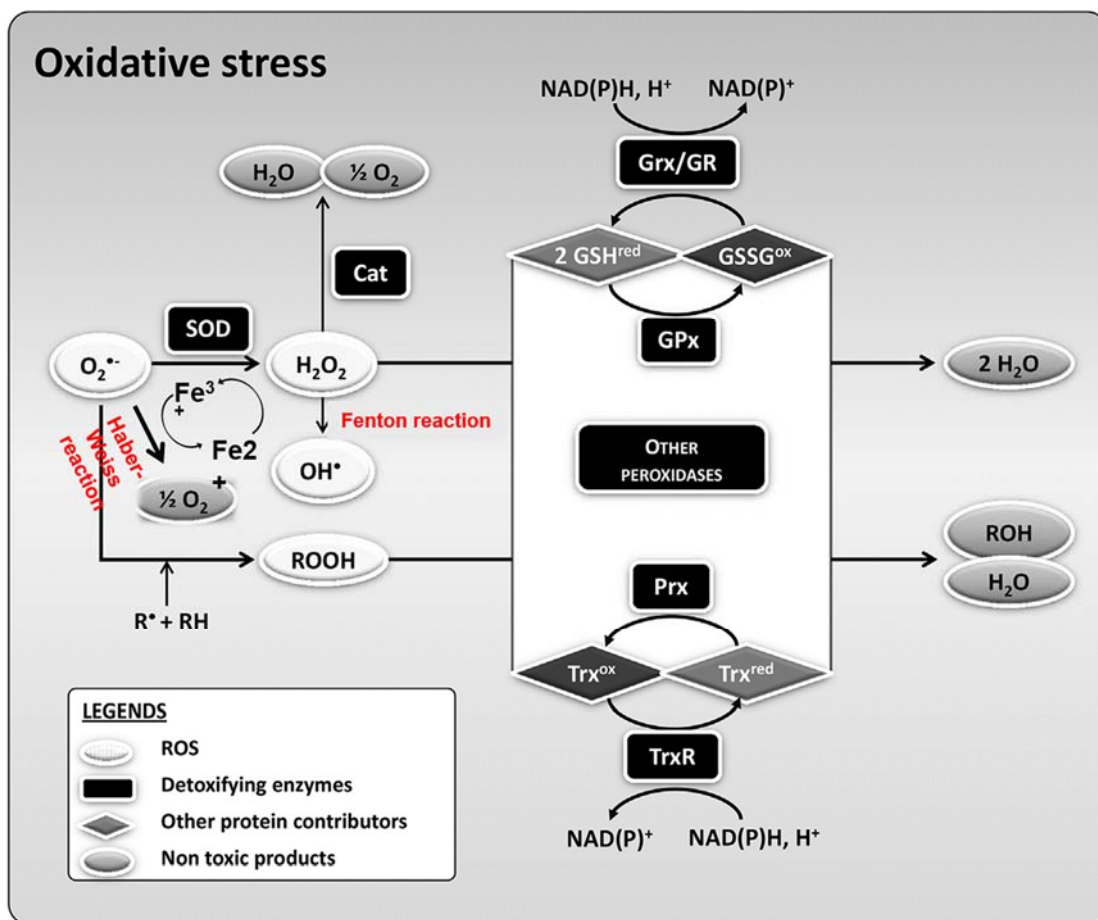 Oxidative stress
NAD(P)H, H⁺ NAD(P)⁺
Grx/GR
H₂O ½ O₂
2 GSHʳᵉᵈ GSSGᵒˣ
Cat
SOD
GPx
O₂•⁻ H₂O₂ 2 H₂O
Fe³
+
Fenton reaction
Haber-
Weiss
reaction
Fe2
+
OTHER
PEROXIDASES
OH•
½ O₂
ROOH
ROH
H₂O
Prx
R• + RH
Trxᵒˣ Trxʳᵉᵈ
TrxR
NAD(P)⁺ NAD(P)H, H⁺
LEGENDS
ROS
Detoxifying enzymes
Other protein contributors
Non toxic products